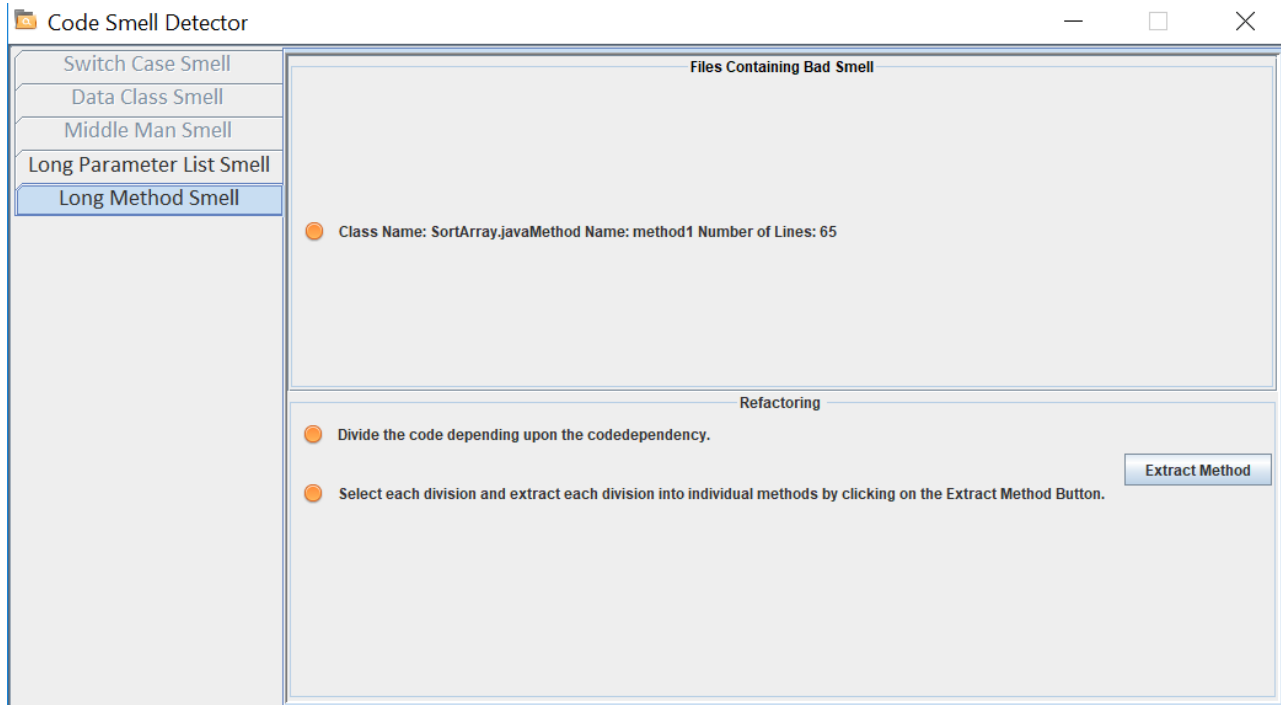 Code Smell Detector
Switch Case Smell
Data Class Smell
Middle Man Smell
Long Parameter List Smell
Long Method Smell
Files Containing Bad Smell
Class Name: SortArray.javaMethod Name: method1 Number of Lines: 65
Refactoring
Divide the code depending upon the codedependency.
Extract Method
Select each division and extract each division into individual methods by clicking on the Extract Method Button.